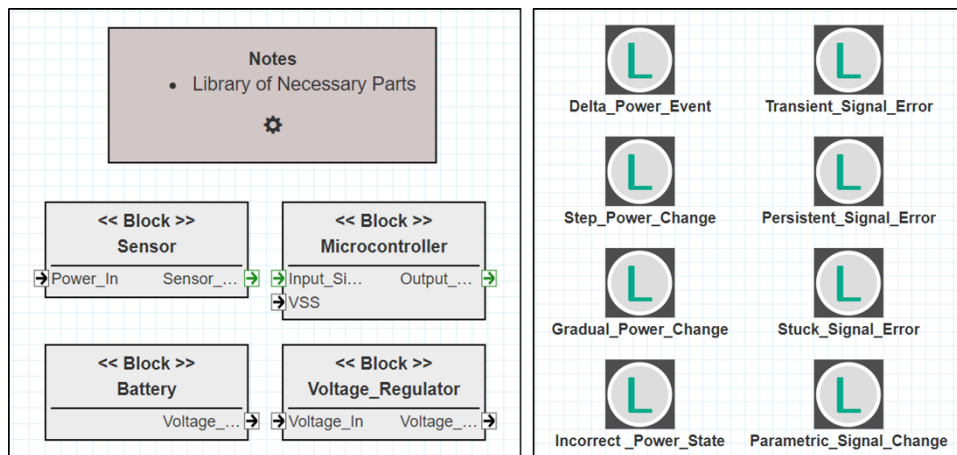 Notes
• Library of Necessary Parts
<< Block >>
Sensor
Power_In Sensor_...
<< Block >>
Microcontroller
Input_Si... Output_...
VSS
<< Block >>
Battery
Voltage_...
<< Block >>
Voltage_Regulator
Voltage_In Voltage_...
L
Delta_Power_Event
L
Transient_Signal_Error
L
Step_Power_Change
L
Persistent_Signal_Error
L
Gradual_Power_Change
L
Stuck_Signal_Error
L
Incorrect _Power_State
L
Parametric_Signal_Change